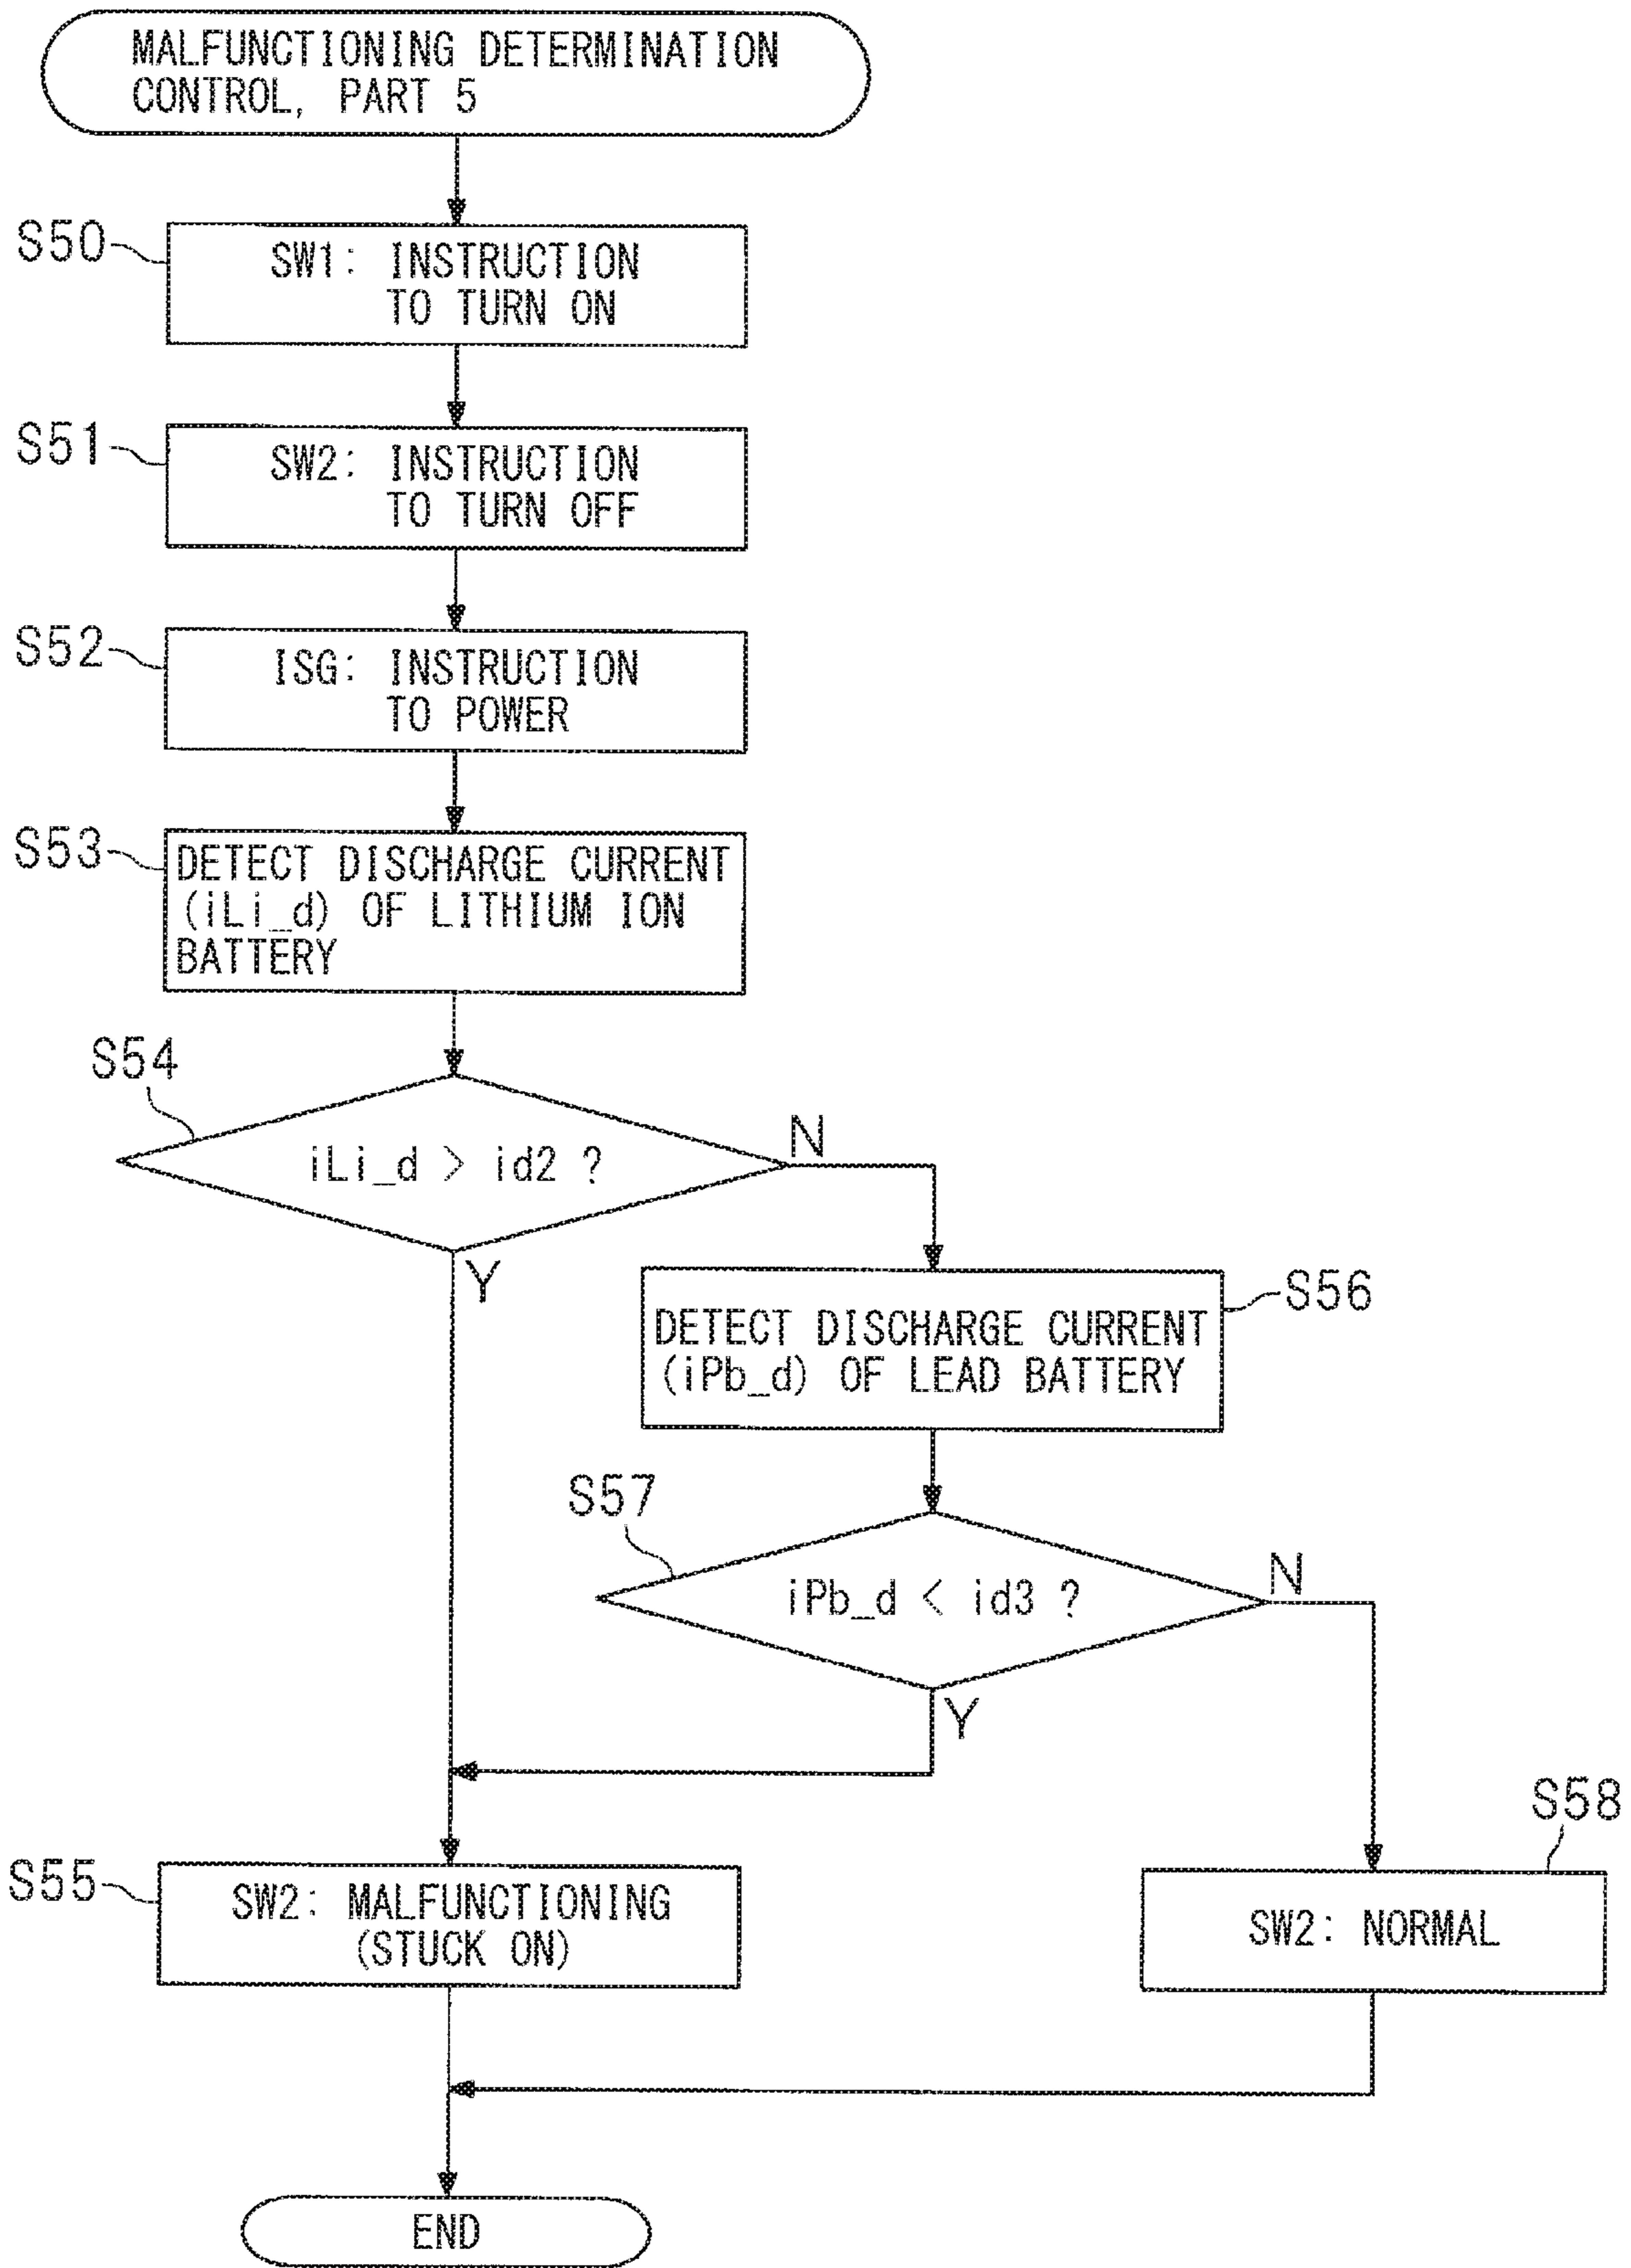 MALFUNCTIONING DETERMINATION
CONTROL, PART 5
S50
SW1: INSTRUCTION
TO TURN ON
S51
SW2: INSTRUCTION
TO TURN OFF
S52
ISG: INSTRUCTION
TO POWER
S53
DETECT DISCHARGE CURRENT
(iLi_d) OF LITHIUM ION
BATTERY
S54
iLi_d > id2 ?
N
Y
S56
DETECT DISCHARGE CURRENT
(iPb_d) OF LEAD BATTERY
S57
iPb_d < id3 ?
N
Y
S55
SW2: MALFUNCTIONING
(STUCK ON)
S58
SW2: NORMAL
END